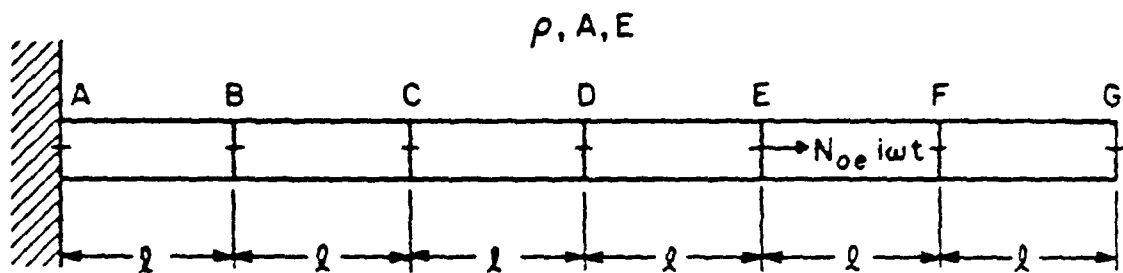 ρ, A, E
A B C D E F G
N₀e iωt
ℓ ℓ ℓ ℓ ℓ ℓ